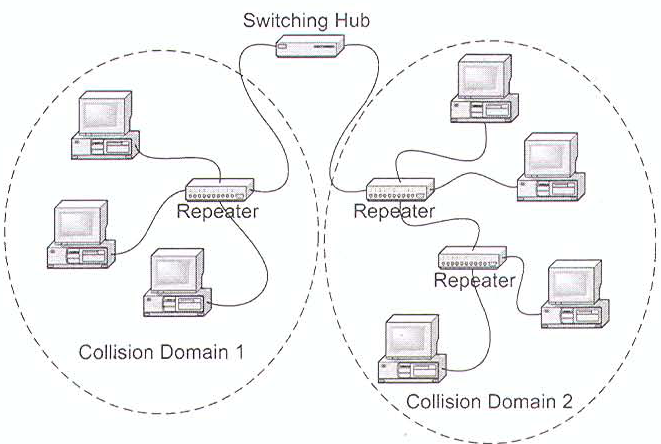 Switching Hub
Repeater
Repeater
Repeater
Collision Domain 1
Collision Domain 2